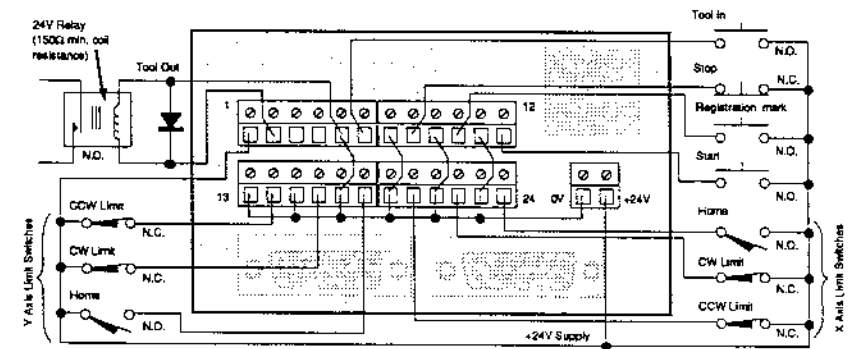 24V Relay
(150Ω min. coil
resistance)
Tool Out
N.O.
Tool In
N.O.
Stop
N.C.
Registration mark
N.O.
Start
N.O.
1
12
13
24
0V
+24V
CCW Limit
N.C.
CW Limit
N.C.
Home
N.O.
Y Axis Limit Switches
Home
N.O.
CW Limit
N.C.
CCW Limit
N.C.
X Axis Limit Switches
+24V Supply